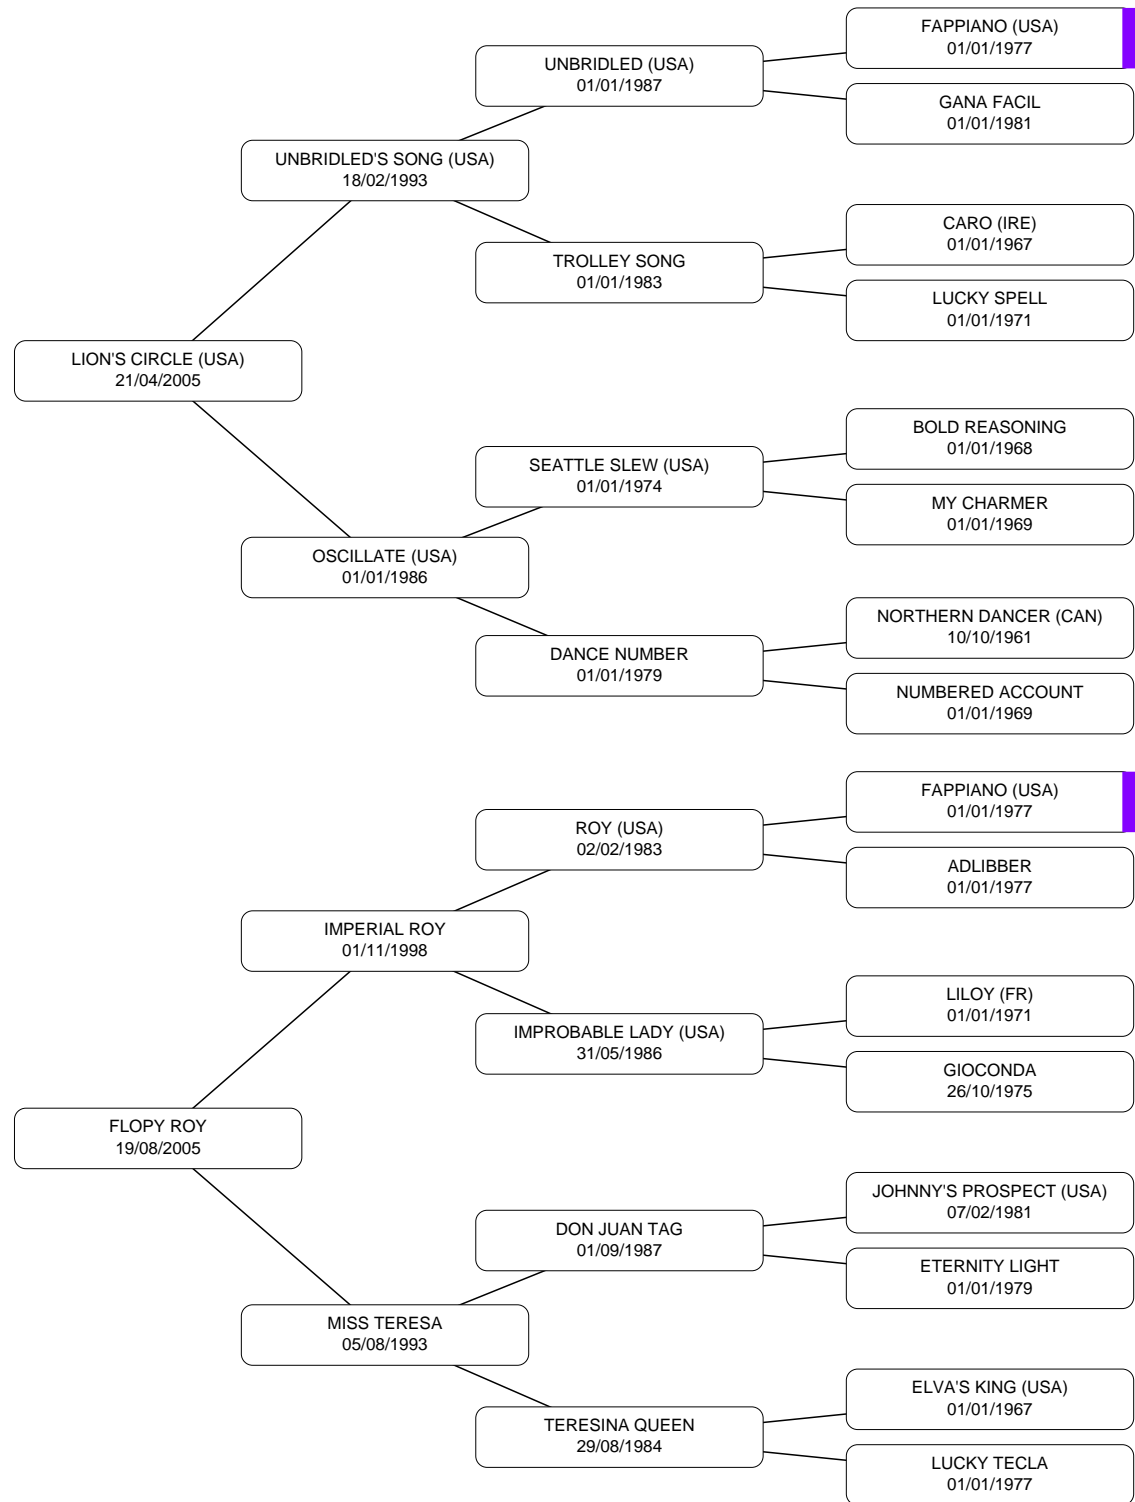 FAPPIANO (USA)
01/01/1977
UNBRIDLED (USA)
01/01/1987
GANA FACIL
01/01/1981
UNBRIDLED'S SONG (USA)
18/02/1993
CARO (IRE)
01/01/1967
TROLLEY SONG
01/01/1983
LUCKY SPELL
01/01/1971
LION'S CIRCLE (USA)
21/04/2005
BOLD REASONING
01/01/1968
SEATTLE SLEW (USA)
01/01/1974
MY CHARMER
01/01/1969
OSCILLATE (USA)
01/01/1986
NORTHERN DANCER (CAN)
10/10/1961
DANCE NUMBER
01/01/1979
NUMBERED ACCOUNT
01/01/1969
FAPPIANO (USA)
01/01/1977
ROY (USA)
02/02/1983
ADLIBBER
01/01/1977
IMPERIAL ROY
01/11/1998
LILOY (FR)
01/01/1971
IMPROBABLE LADY (USA)
31/05/1986
GIOCONDA
26/10/1975
FLOPY ROY
19/08/2005
JOHNNY'S PROSPECT (USA)
07/02/1981
DON JUAN TAG
01/09/1987
ETERNITY LIGHT
01/01/1979
MISS TERESA
05/08/1993
ELVA'S KING (USA)
01/01/1967
TERESINA QUEEN
29/08/1984
LUCKY TECLA
01/01/1977